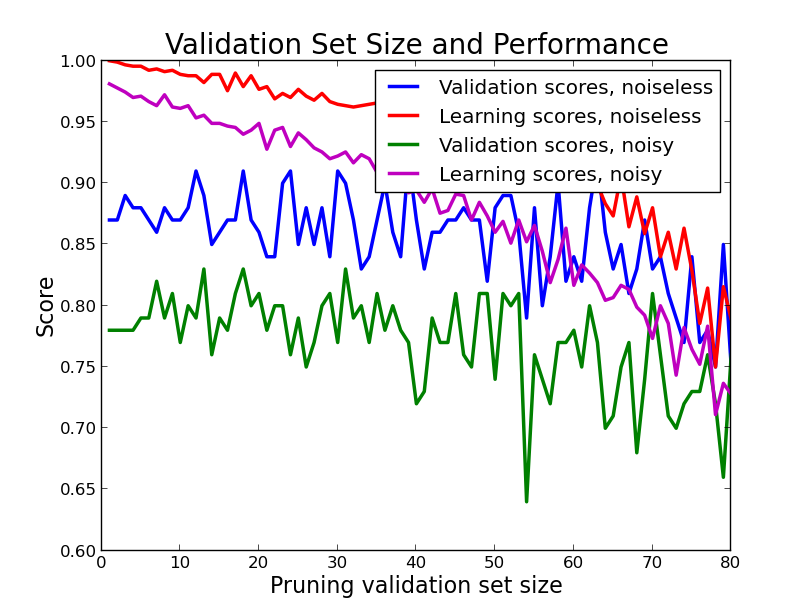 Validation Set Size and Performance
1.00
0.95
0.90
0.85
0.80
0.75
0.70
0.65
0.60
Score
Validation scores, noiseless
Learning scores, noiseless
Validation scores, noisy
Learning scores, noisy
0 10 20 30 40 50 60 70 80
Pruning validation set size